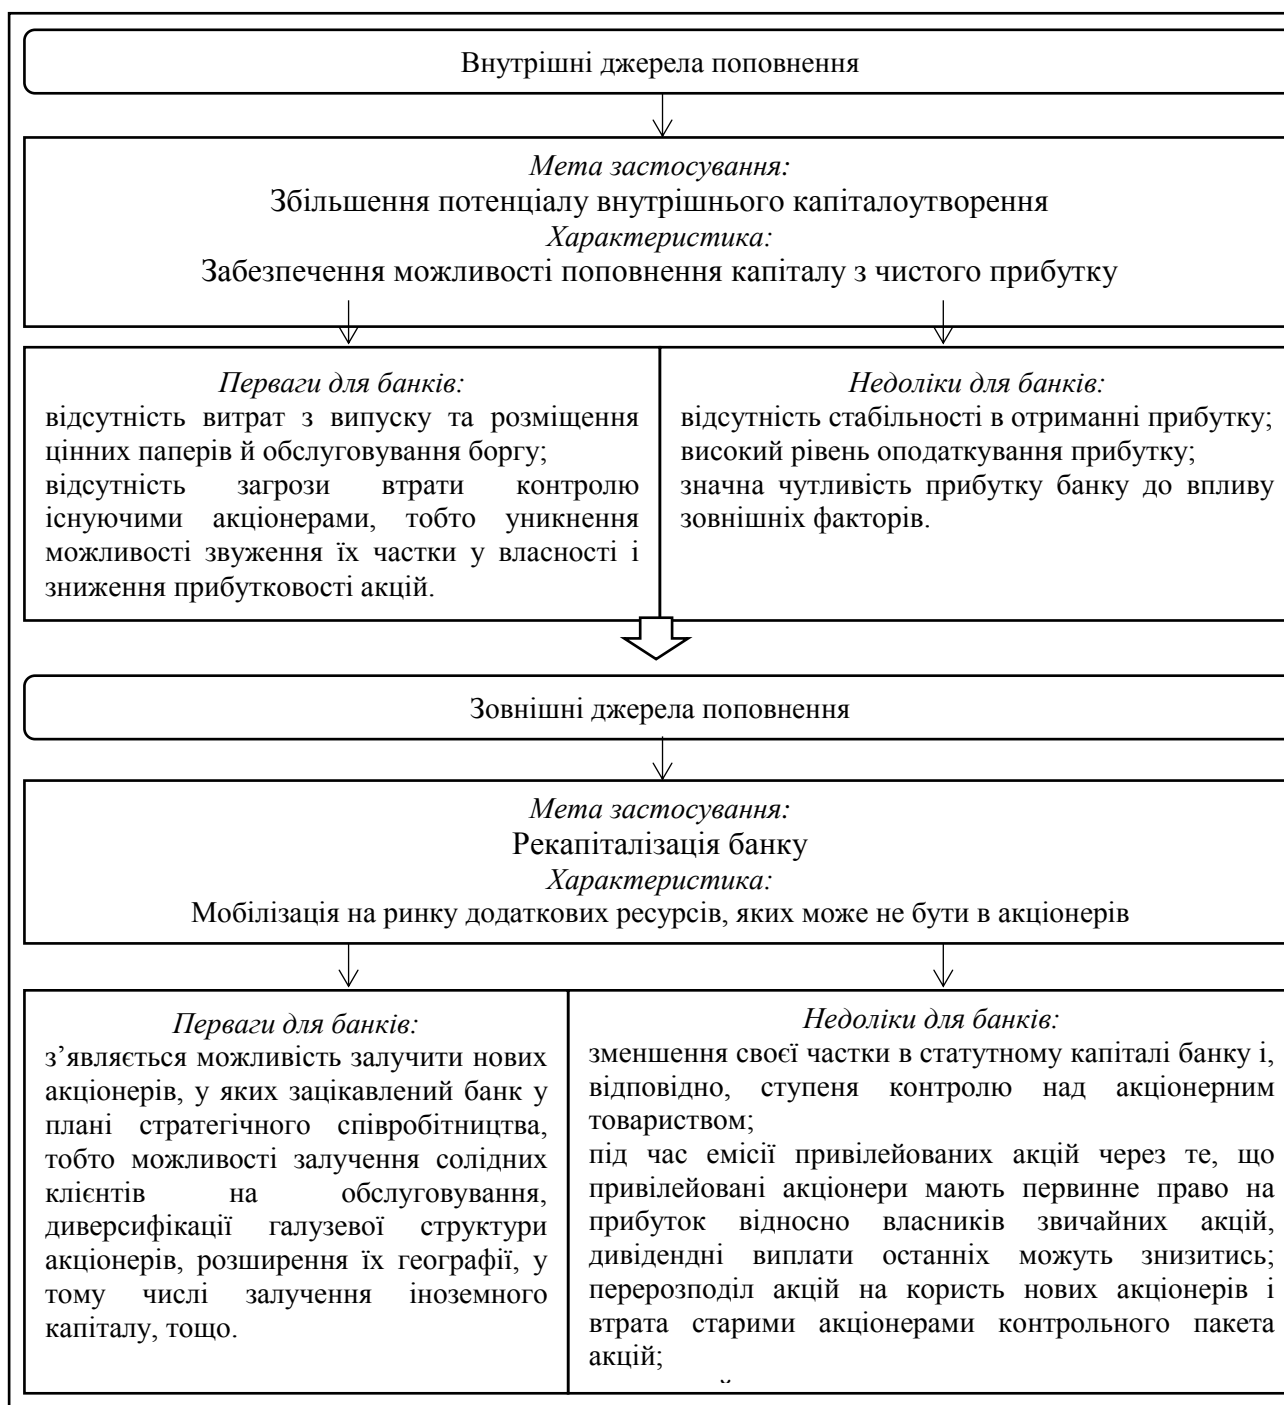 Внутрішні джерела поповнення
Мета застосування:
Збільшення потенціалу внутрішнього капіталоутворення
Характеристика:
Забезпечення можливості поповнення капіталу з чистого прибутку
Перваги для банків:
відсутність витрат з випуску та розміщення
цінних паперів й обслуговування боргу;
відсутність загрози втрати контролю
існуючими акціонерами, тобто уникнення
можливості звуження їх частки у власності і
зниження прибутковості акцій.
Недоліки для банків:
відсутність стабільності в отриманні прибутку;
високий рівень оподаткування прибутку;
значна чутливість прибутку банку до впливу
зовнішніх факторів.
Зовнішні джерела поповнення
Мета застосування:
Рекапіталізація банку
Характеристика:
Мобілізація на ринку додаткових ресурсів, яких може не бути в акціонерів
Перваги для банків:
з’являється можливість залучити нових
акціонерів, у яких зацікавлений банк у
плані стратегічного співробітництва,
тобто можливості залучення солідних
клієнтів на обслуговування,
диверсифікації галузевої структури
акціонерів, розширення їх географії, у
тому числі залучення іноземного
капіталу, тощо.
Недоліки для банків:
зменшення своєї частки в статутному капіталі банку і,
відповідно, ступеня контролю над акціонерним
товариством;
під час емісії привілейованих акцій через те, що
привілейовані акціонери мають первинне право на
прибуток відносно власників звичайних акцій,
дивідендні виплати останніх можуть знизитись;
перерозподіл акцій на користь нових акціонерів і
втрата старими акціонерами контрольного пакета
акцій;